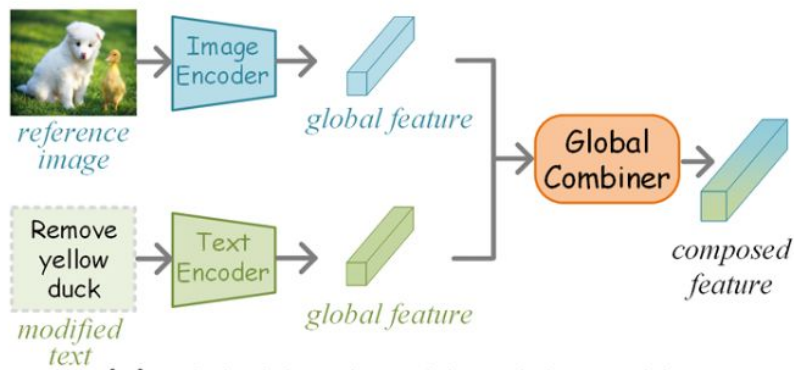 Image
Encoder
reference
image
global feature
Global
Combiner
Remove
yellow
duck
Text
Encoder
composed
feature
modified
text
global feature